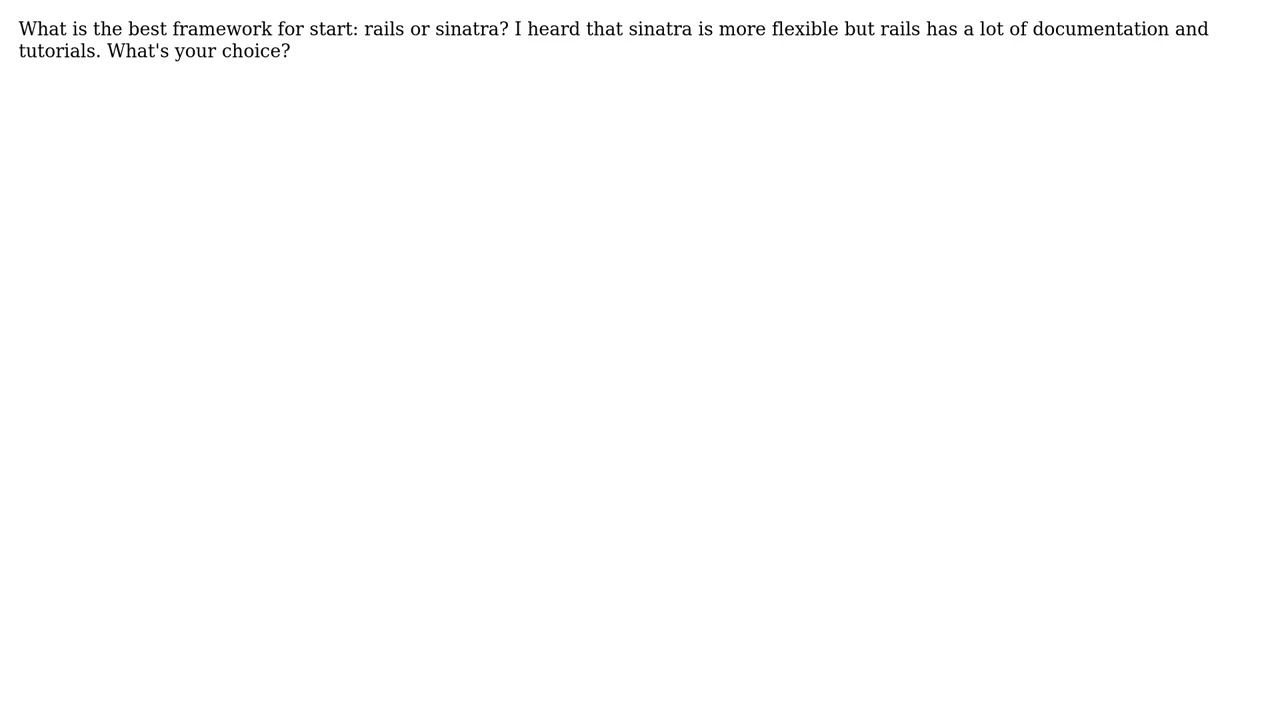 What is the best framework for start: rails or sinatra? I heard that sinatra is more flexible but rails has a lot of documentation and
tutorials. What's your choice?